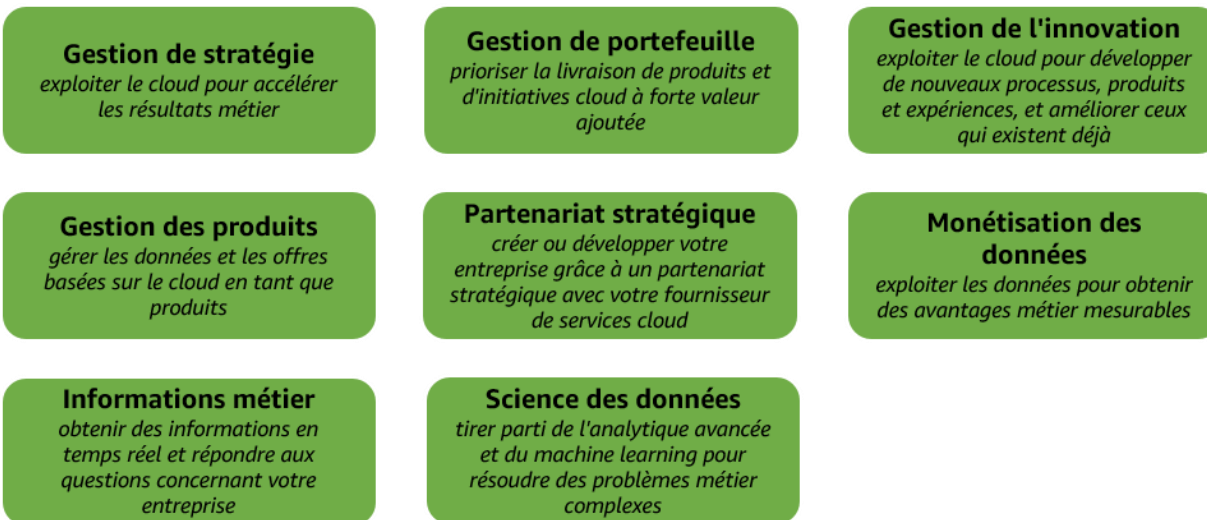 Gestion de stratégie
exploiter le cloud pour accélérer
les résultats métier
Gestion de portefeuille
prioriser la livraison de produits et
d'initiatives cloud à forte valeur
ajoutée
Gestion de l'innovation
exploiter le cloud pour développer
de nouveaux processus, produits
et expériences, et améliorer ceux
qui existent déjà
Gestion des produits
gérer les données et les offres
basées sur le cloud en tant que
produits
Partenariat stratégique
créer ou développer votre
entreprise grâce à un partenariat
stratégique avec votre fournisseur
de services cloud
Monétisation des
données
exploiter les données pour obtenir
des avantages métier mesurables
Informations métier
obtenir des informations en
temps réel et répondre aux
questions concernant votre
entreprise
Science des données
tirer parti de l'analytique avancée
et du machine learning pour
résoudre des problèmes métier
complexes